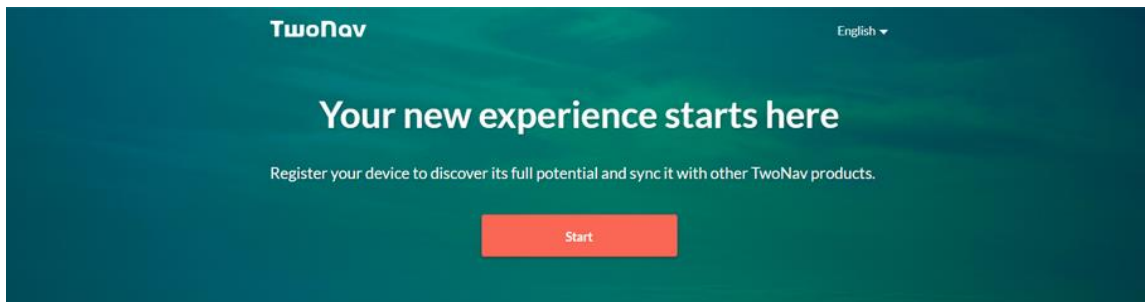 TwoNav
English
Your new experience starts here
Register your device to discover its full potential and sync it with other TwoNav products.
Start